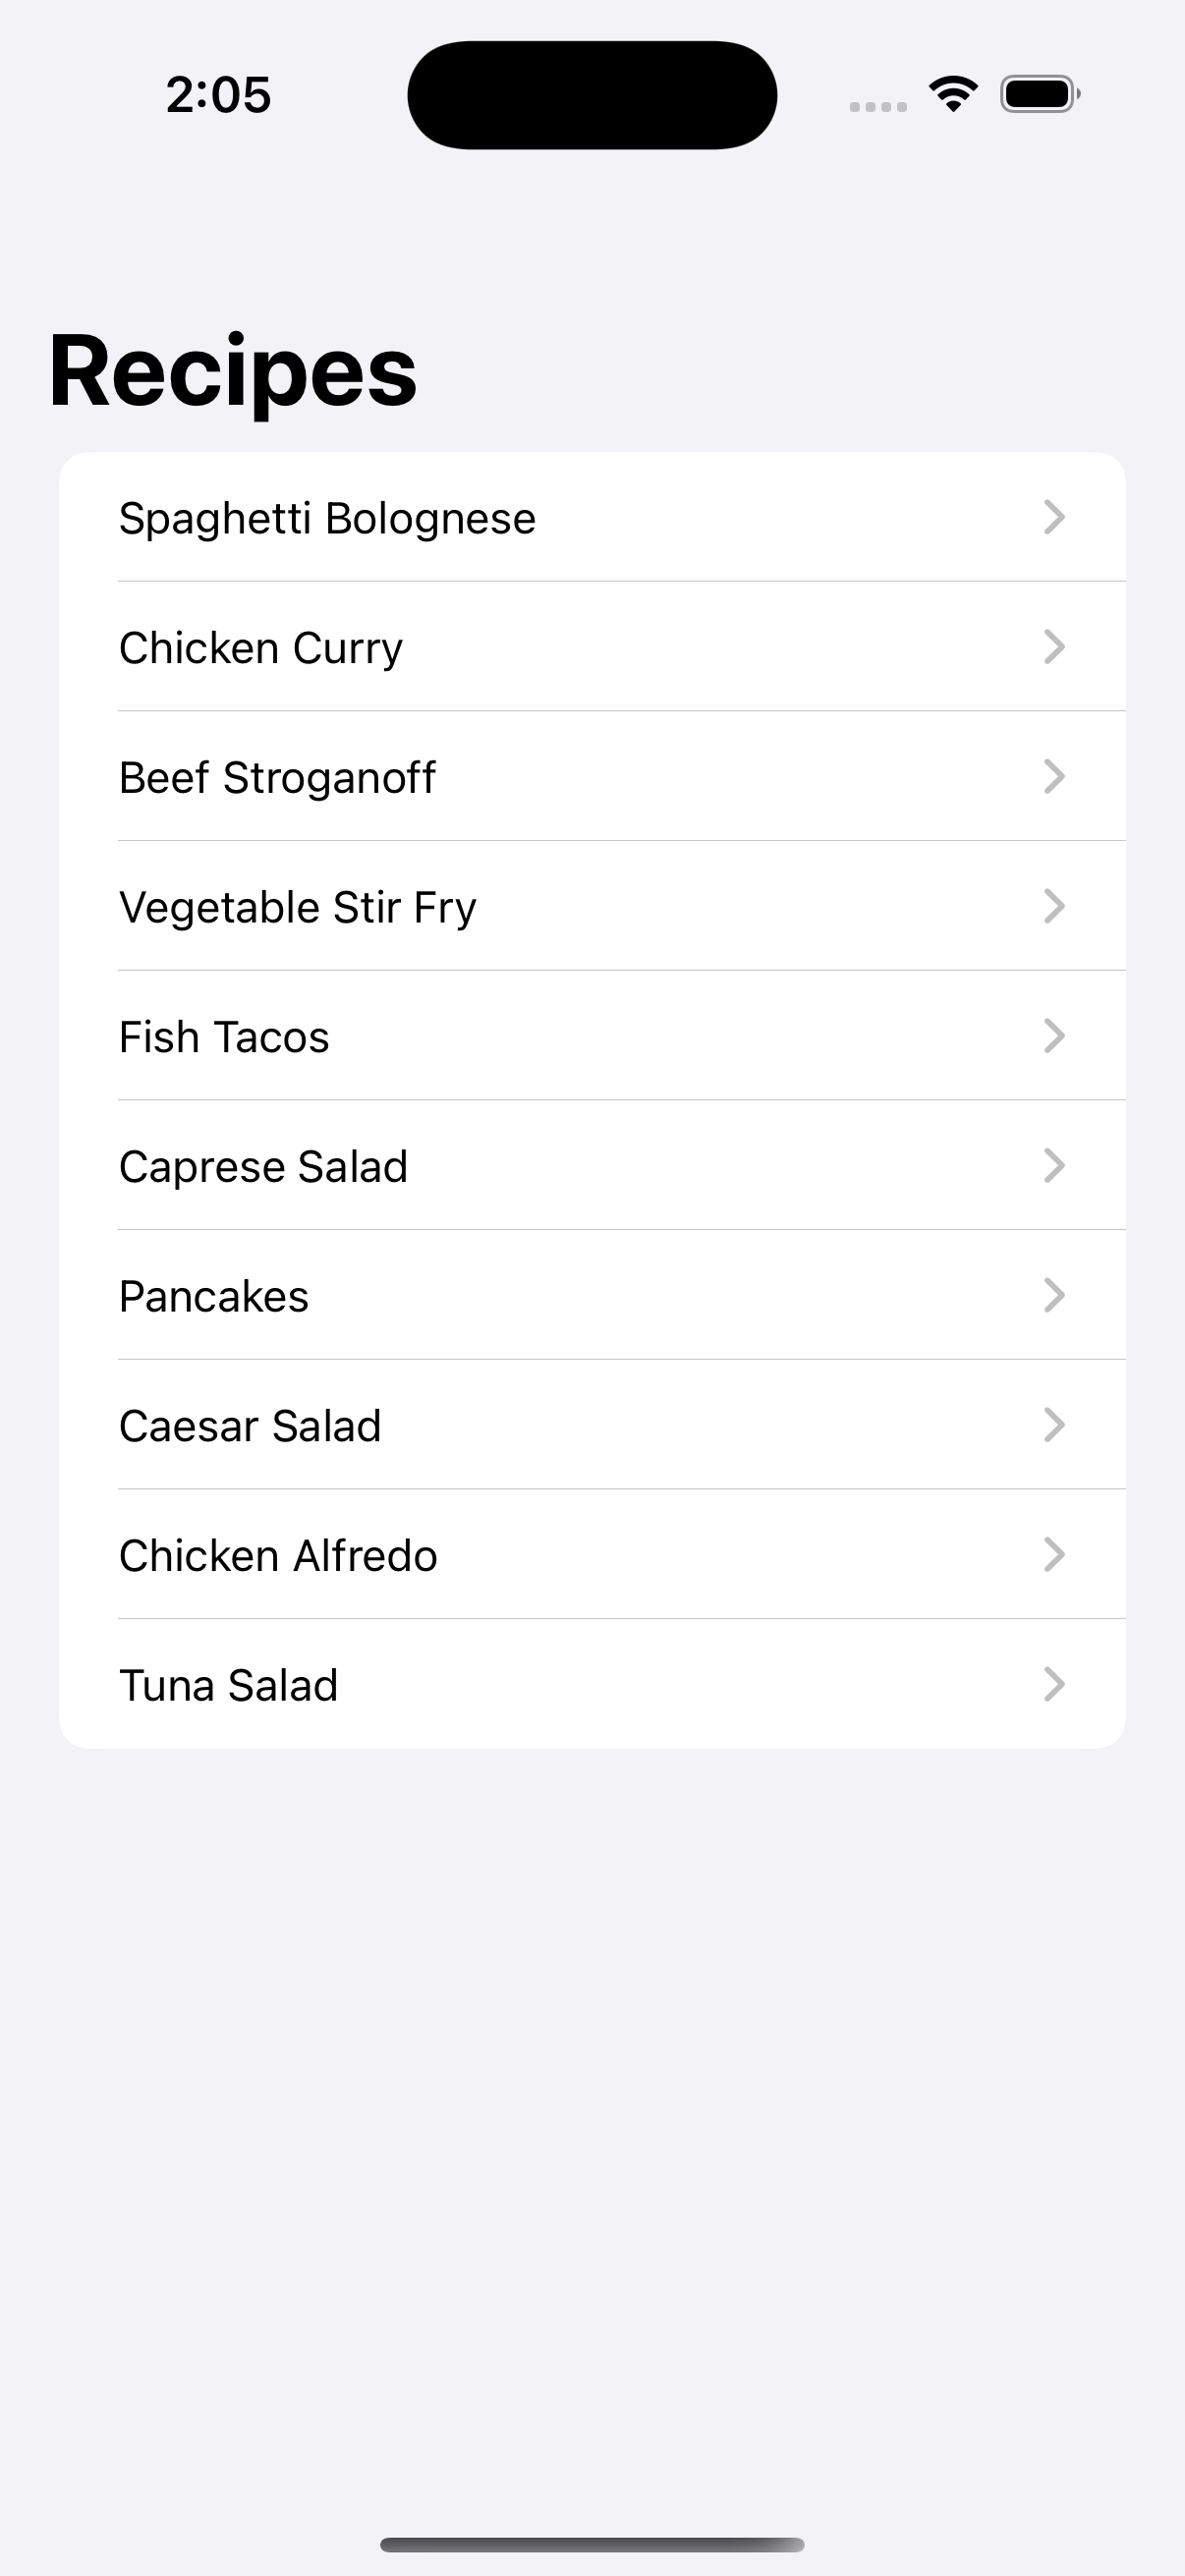 2:05
Recipes
Spaghetti Bolognese
Chicken Curry
Beef Stroganoff
Vegetable Stir Fry
Fish Tacos
Caprese Salad
Pancakes
Caesar Salad
Chicken Alfredo
Tuna Salad